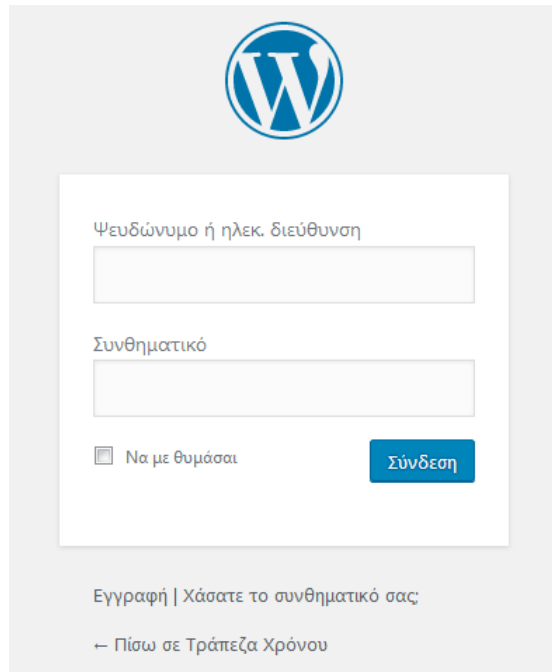 Ψευδώνυμο ή ηλεκ. διεύθυνση
Συνθηματικό
Να με θυμάσαι
Σύνδεση
Εγγραφή | Χάσατε το συνθηματικό σας;
← Πίσω σε Τράπεζα Χρόνου